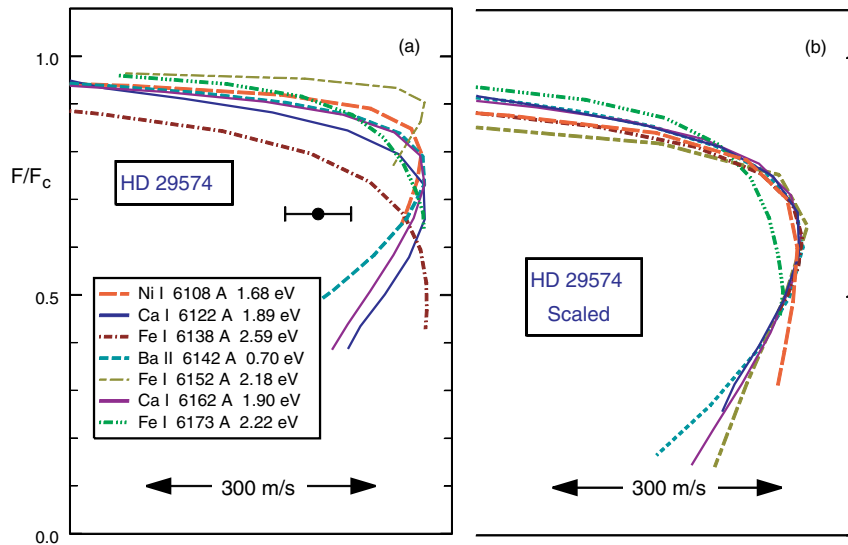 (a)
(b)
1.0
F/Fc
HD 29574
0.5
Ni I 6108 A 1.68 eV
Ca I 6122 A 1.89 eV
Fe I 6138 A 2.59 eV
Ba II 6142 A 0.70 eV
Fe I 6152 A 2.18 eV
Ca I 6162 A 1.90 eV
Fe I 6173 A 2.22 eV
HD 29574
Scaled
300 m/s
300 m/s
0.0